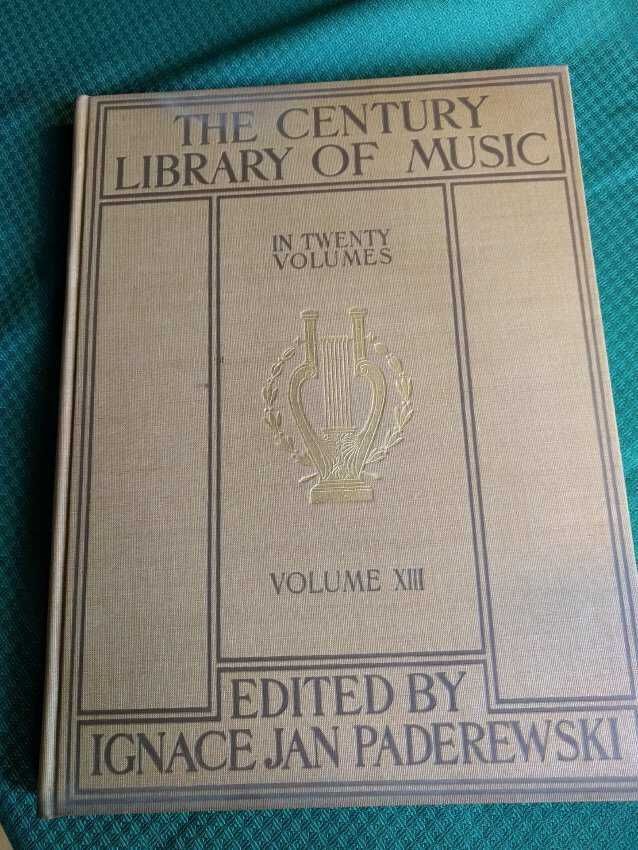 THE CENTURY
LIBRARY OF MUSIC
IN TWENTY
VOLUMES
VOLUME XIII
EDITED BY
IGNACE JAN PADEREWSKI